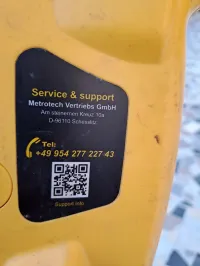 Service & support
Metrotech Vertriebs GmbH
Am steinernen Kreuz 10a
D-96110 Schesslitz
Tel:
+49 954 277 227 43
Support Info